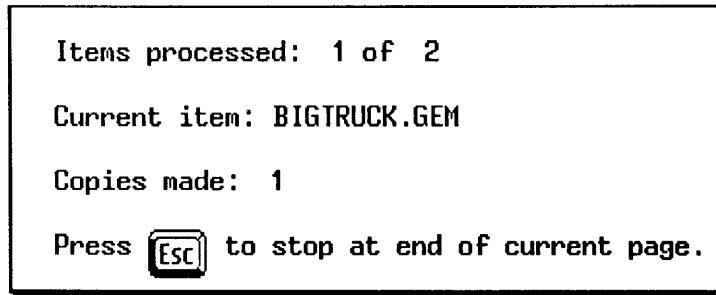 Items processed: 1 of 2
Current item: BIGTRUCK.GEM
Copies made: 1
Press Esc to stop at end of current page.